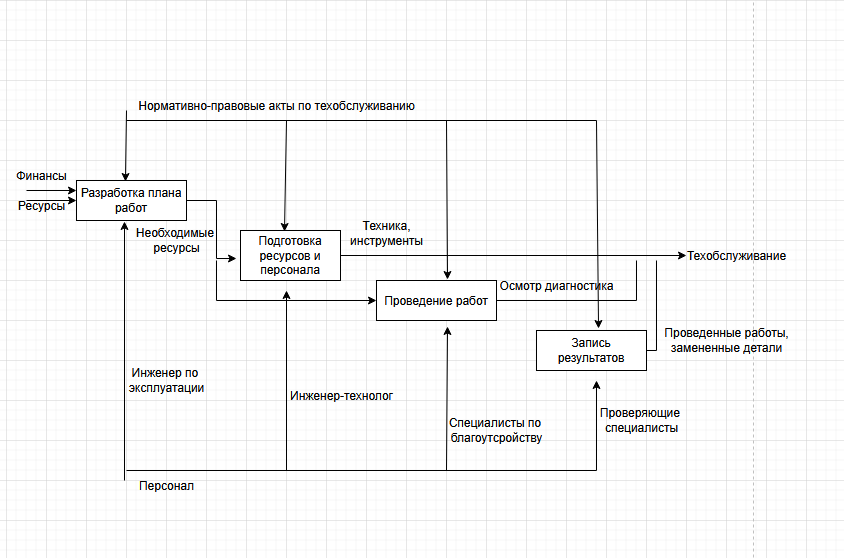 Нормативно-правовые акты по техобслуживанию
Финансы
Ресурсы
Разработка плана
работ
Необходимые
ресурсы
Подготовка
ресурсов и
персонала
Техника,
инструменты
Техобслуживание
Проведение работ
Осмотр диагностика
Запись
результатов
Проведенные работы,
замененные детали
Инженер по
эксплуатации
Инженер-технолог
Специалисты по
благоутсройству
Проверяющие
специалисты
Персонал